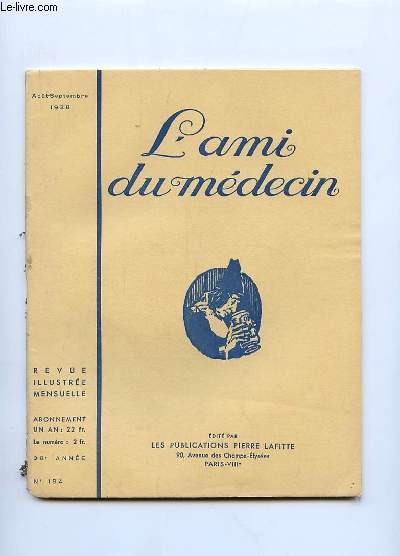 le-livre.com
Août-Septembre
1938
L'ami
du médecin
REVUE
ILLUSTRÉE
MENSUELLE
ABONNEMENT
UN AN : 22 fr.
Le numéro : 2 fr.
ANNÉE
N° 184
ÉDITÉ PAR
LES PUBLICATIONS PIERRE LAFITTE
90, Avenue des Champs-Élysées
PARIS-VIIIe